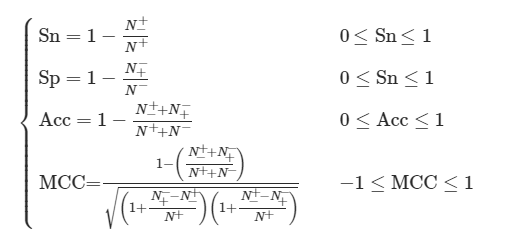 Sn = 1 − N₋⁺/N⁺ 0 ≤ Sn ≤ 1
Sp = 1 − N₊⁻/N⁻ 0 ≤ Sn ≤ 1
Acc = 1 − (N₋⁺+N₊⁻)/(N⁺+N⁻) 0 ≤ Acc ≤ 1
MCC= (1−((N₋⁺+N₊⁻)/(N⁺+N⁻)))/√((1+(N₊⁻−N₋⁺)/N⁺)(1+(N₋⁺−N₊⁻)/N⁺)) −1 ≤ MCC ≤ 1